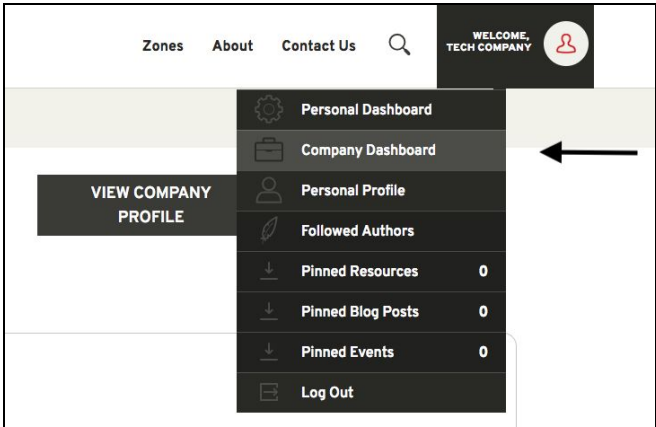 Zones About Contact Us WELCOME,
TECH COMPANY
Personal Dashboard
Company Dashboard
VIEW COMPANY
PROFILE
Personal Profile
Followed Authors
Pinned Resources 0
Pinned Blog Posts 0
Pinned Events 0
Log Out